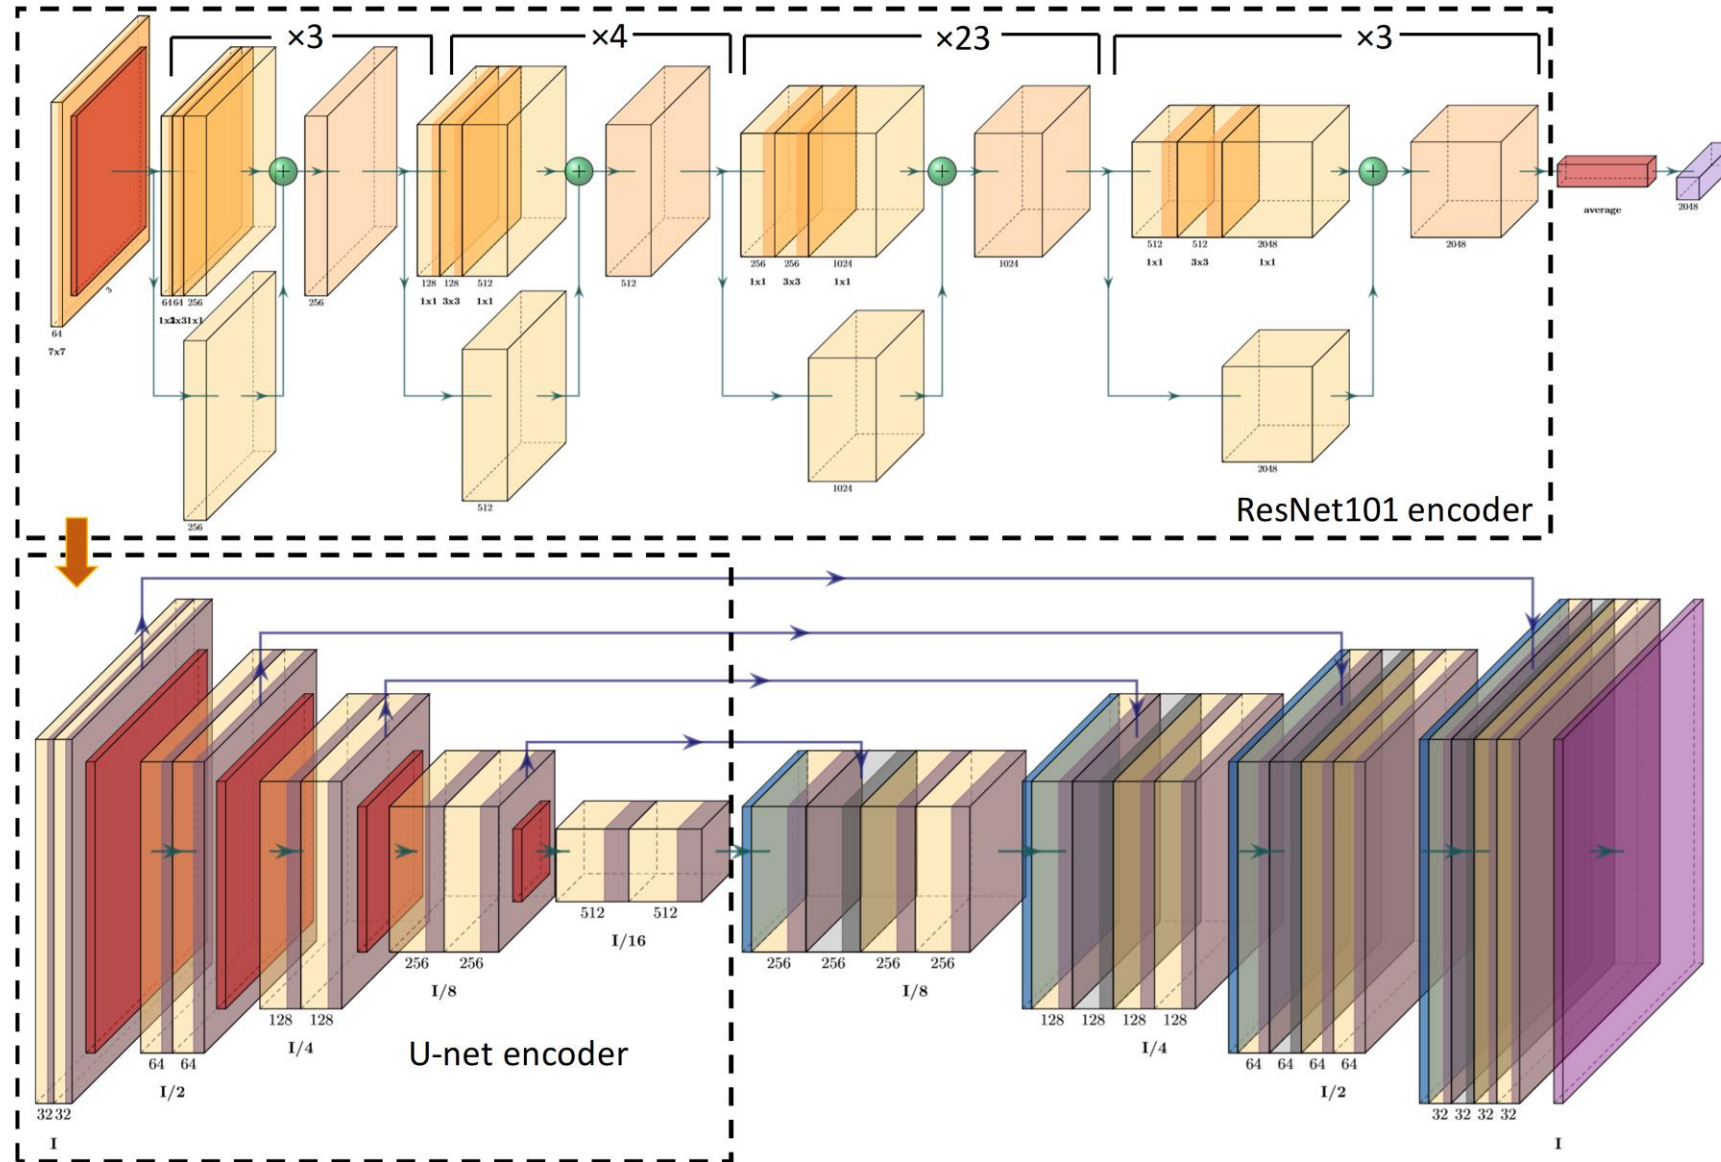 ×3 ×4 ×23 ×3
64 64 256 256 128 128 512 512 256 256 1024 1024 512 512 2048 2048 average 2048
64
7x7
1x1 3x3 1x1 1x1 3x3 1x1 1x1 3x3 1x1 1x1 3x3 1x1
256 512 1024 2048
ResNet101 encoder
32 32 64 64 128 128 256 256 512 512 256 256 256 256 128 128 128 128 64 64 64 64 32 32 32 32
I I/2 I/4 I/8 I/16 I/8 I/4 I/2 I
U-net encoder